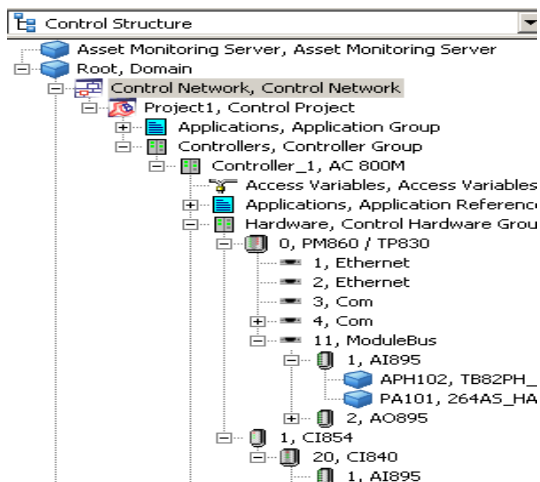 Control Structure
Asset Monitoring Server, Asset Monitoring Server
Root, Domain
Control Network, Control Network
Project1, Control Project
Applications, Application Group
Controllers, Controller Group
Controller_1, AC 800M
Access Variables, Access Variables
Applications, Application Reference
Hardware, Control Hardware Grou
0, PM860 / TP830
1, Ethernet
2, Ethernet
3, Com
4, Com
11, ModuleBus
1, AI895
APH102, TB82PH_
PA101, 264AS_HA
2, AO895
1, CI854
20, CI840
1, AI895